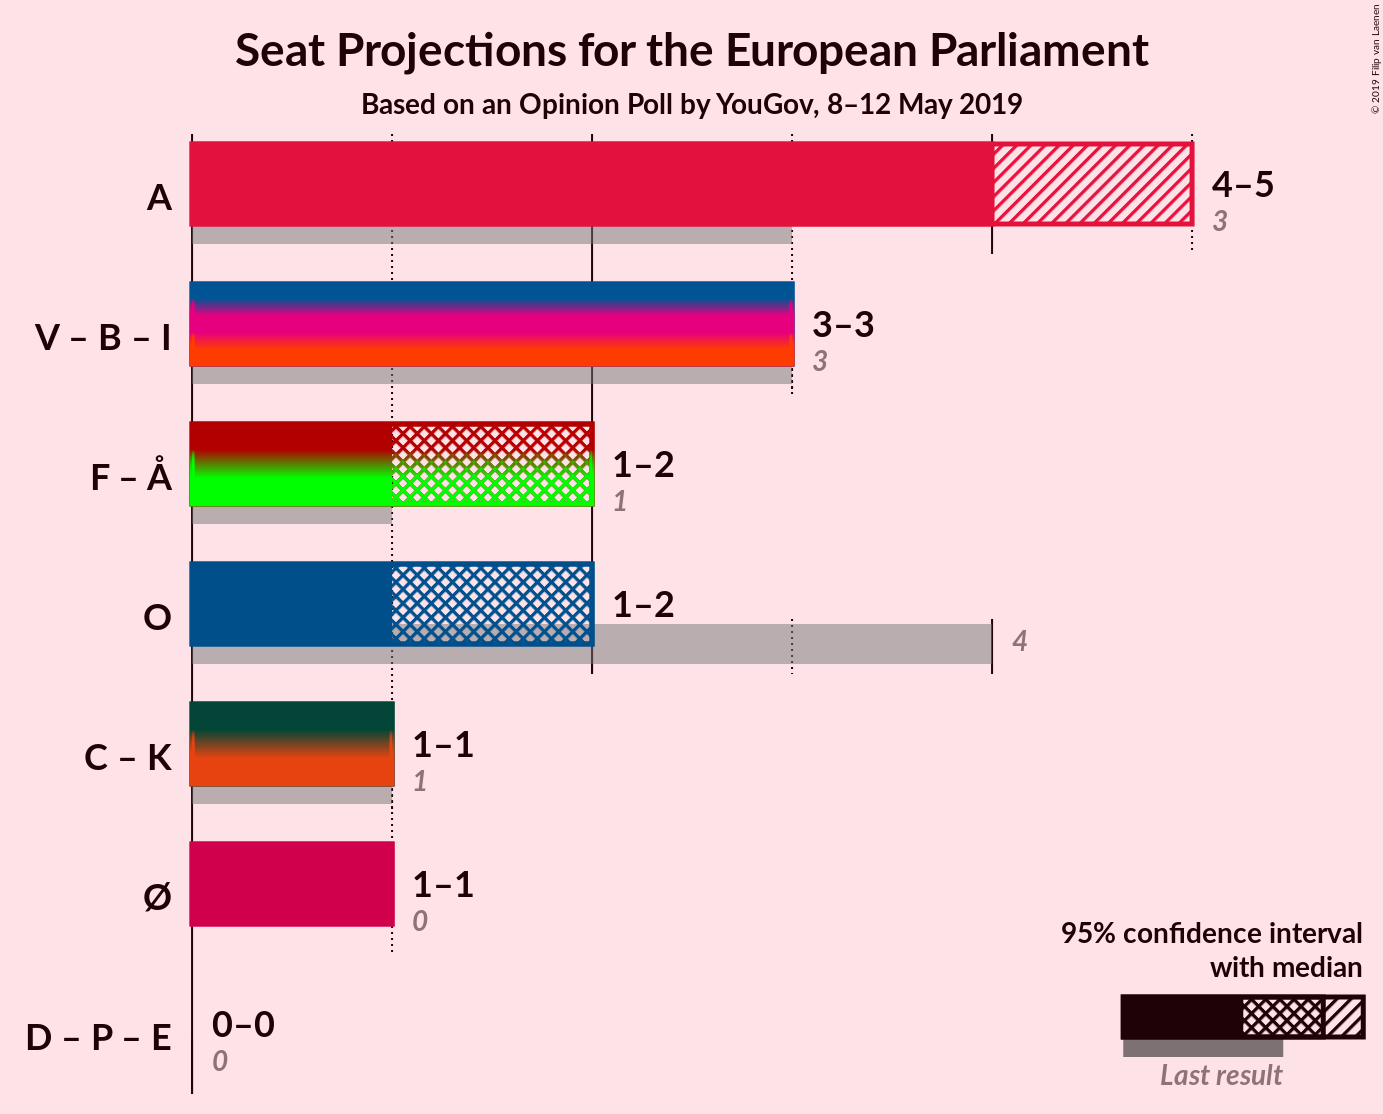 Seat Projections for the European Parliament
Based on an Opinion Poll by YouGov, 8–12 May 2019
© 2019 Filip van Laenen
A
4–5
3
V – B – I
3–3
3
F – Å
1–2
1
O
1–2
4
C – K
1–1
1
Ø
1–1
0
D – P – E
0–0
0
95% confidence interval
with median
Last result